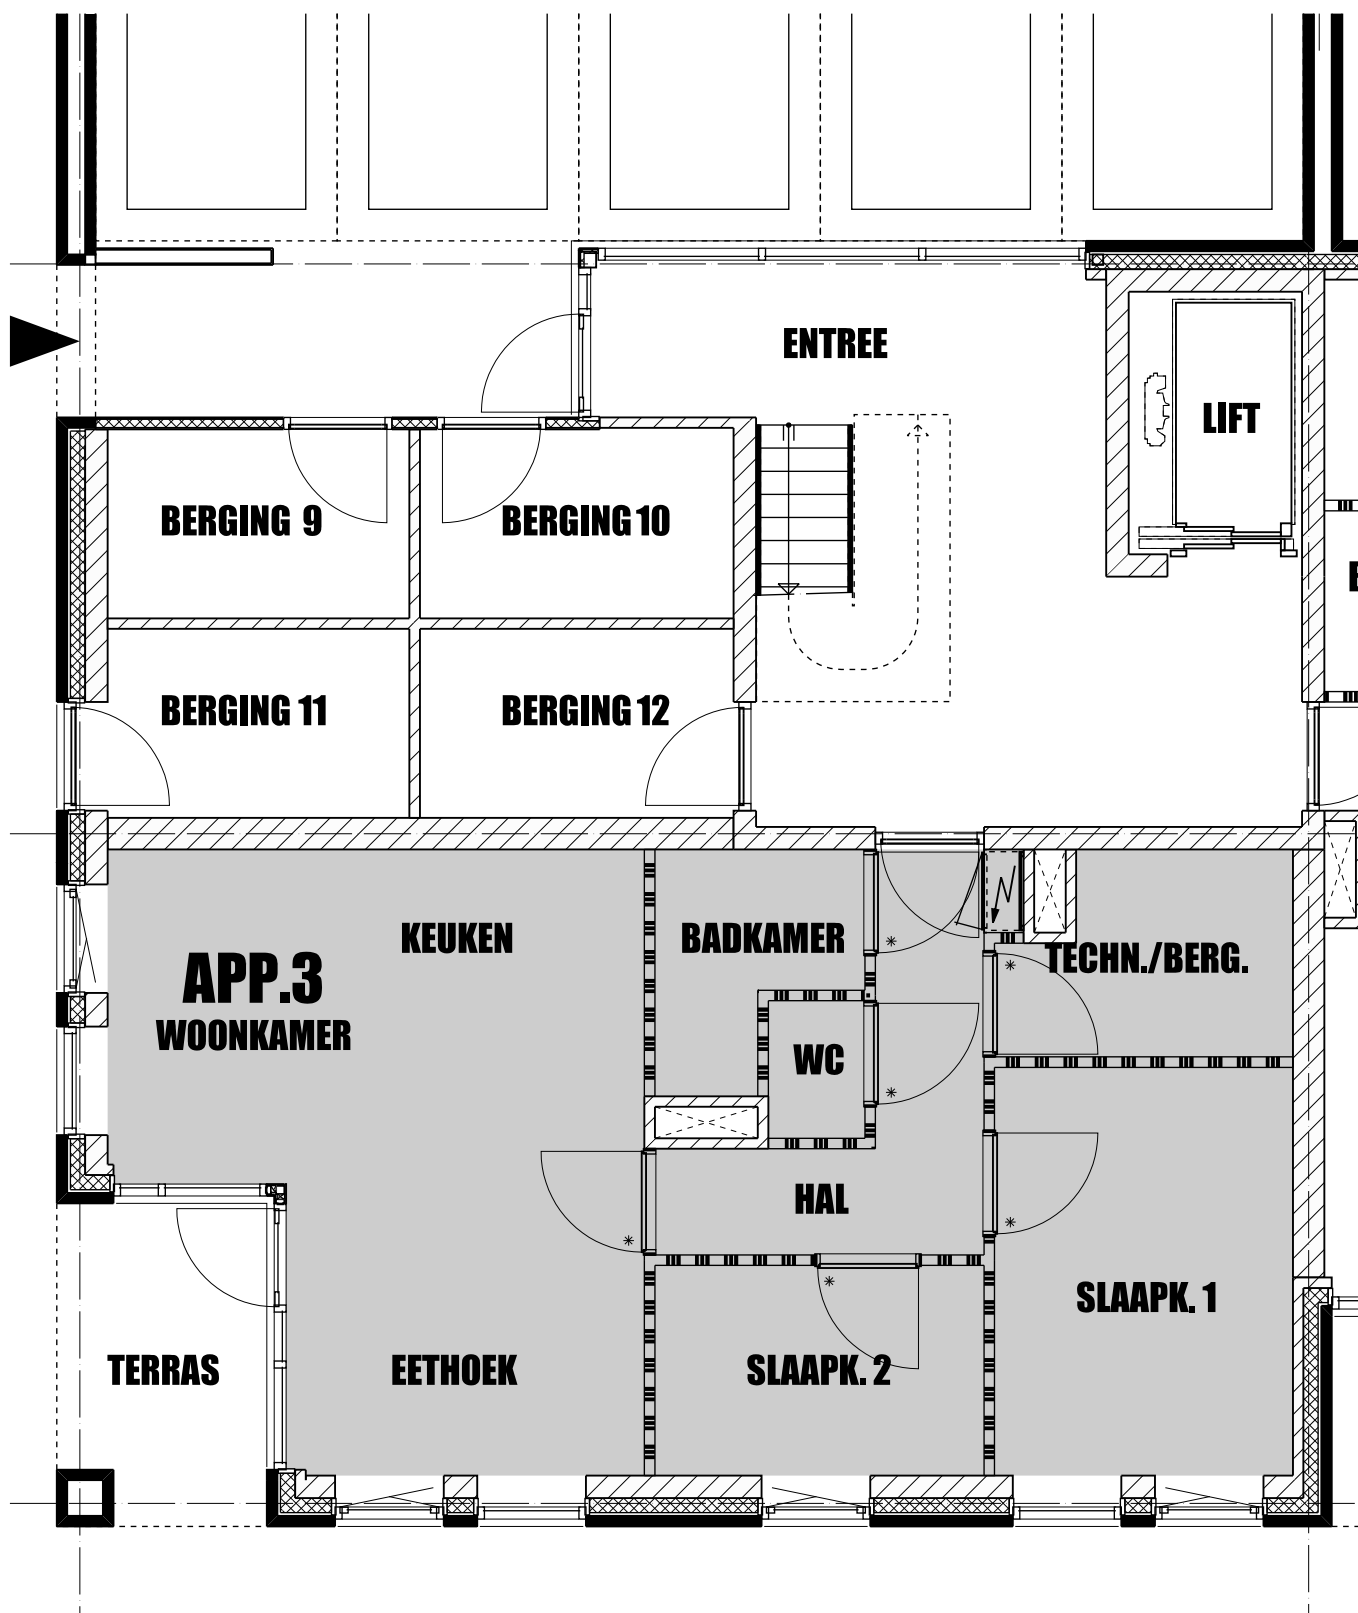 ENTREE
LIFT
BERGING 9
BERGING 10
BERGING 11
BERGING 12
KEUKEN
BADKAMER
TECHN./BERG.
APP.3
WOONKAMER
WC
HAL
SLAAPK. 1
TERRAS
EETHOEK
SLAAPK. 2